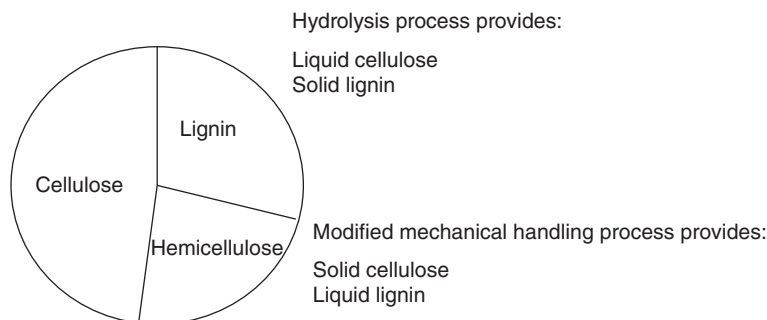 Hydrolysis process provides:
Liquid cellulose
Solid lignin
Lignin
Cellulose
Hemicellulose
Modified mechanical handling process provides:
Solid cellulose
Liquid lignin